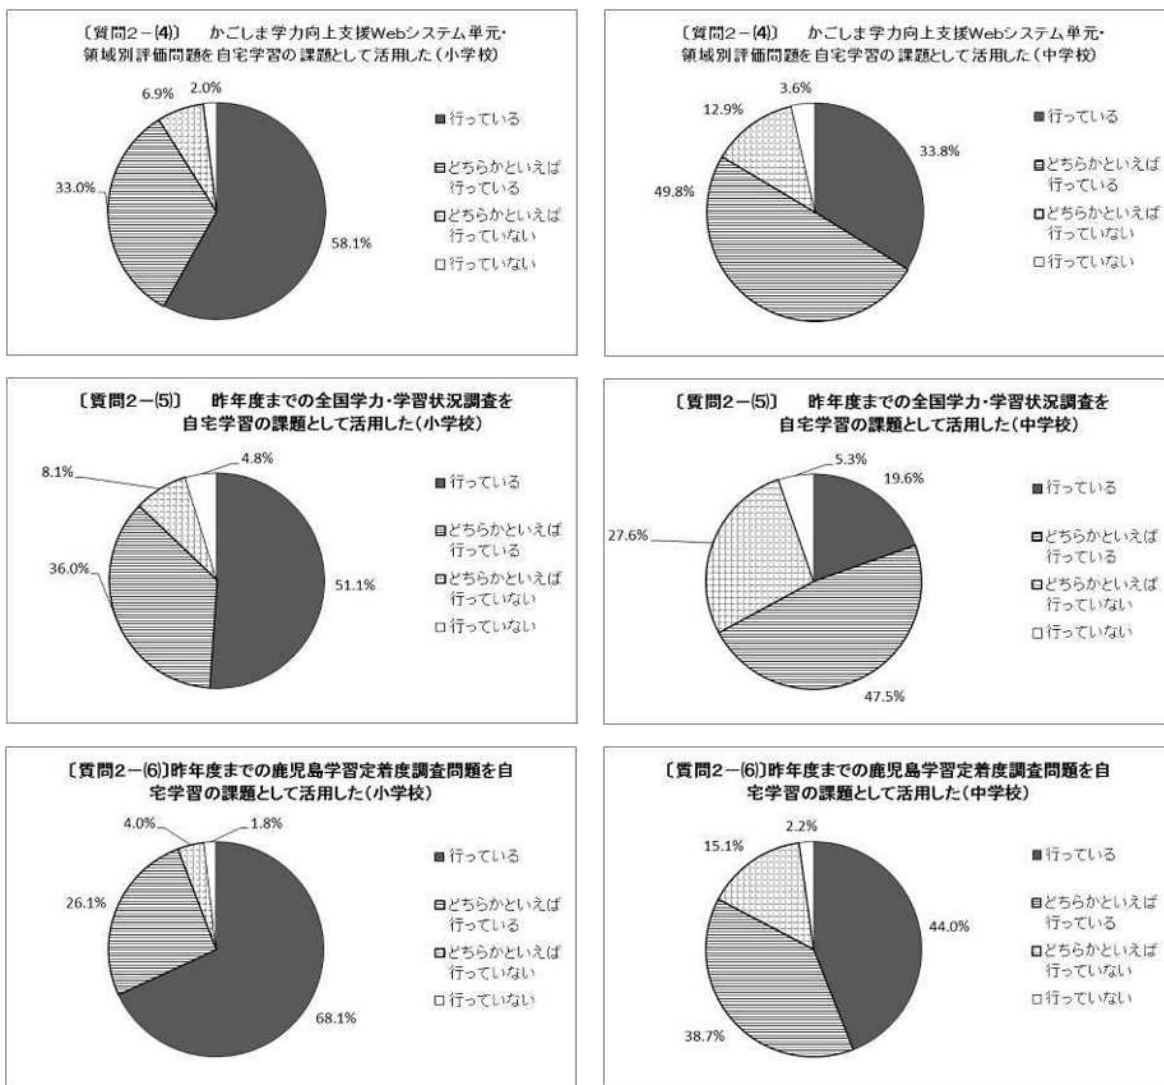 〔質問2-(4)〕 かごしま学力向上支援Webシステム単元・
領域別評価問題を自宅学習の課題として活用した(小学校)
6.9%
2.0%
33.0%
58.1%
行っている
どちらかといえば
行っている
どちらかといえば
行っていない
行っていない
〔質問2-(4)〕 かごしま学力向上支援Webシステム単元・
領域別評価問題を自宅学習の課題として活用した(中学校)
3.6%
12.9%
33.8%
49.8%
行っている
どちらかといえば
行っている
どちらかといえば
行っていない
行っていない
〔質問2-(5)〕 昨年度までの全国学力・学習状況調査を
自宅学習の課題として活用した(小学校)
4.8%
8.1%
36.0%
51.1%
行っている
どちらかといえば
行っている
どちらかといえば
行っていない
行っていない
〔質問2-(5)〕 昨年度までの全国学力・学習状況調査を
自宅学習の課題として活用した(中学校)
5.3%
19.6%
27.6%
47.5%
行っている
どちらかといえば
行っている
どちらかといえば
行っていない
行っていない
〔質問2-(6)〕昨年度までの鹿児島学習定着度調査問題を自
宅学習の課題として活用した(小学校)
4.0%
1.8%
26.1%
68.1%
行っている
どちらかといえば
行っている
どちらかといえば
行っていない
行っていない
〔質問2-(6)〕昨年度までの鹿児島学習定着度調査問題を自
宅学習の課題として活用した(中学校)
2.2%
15.1%
44.0%
38.7%
行っている
どちらかといえば
行っている
どちらかといえば
行っていない
行っていない